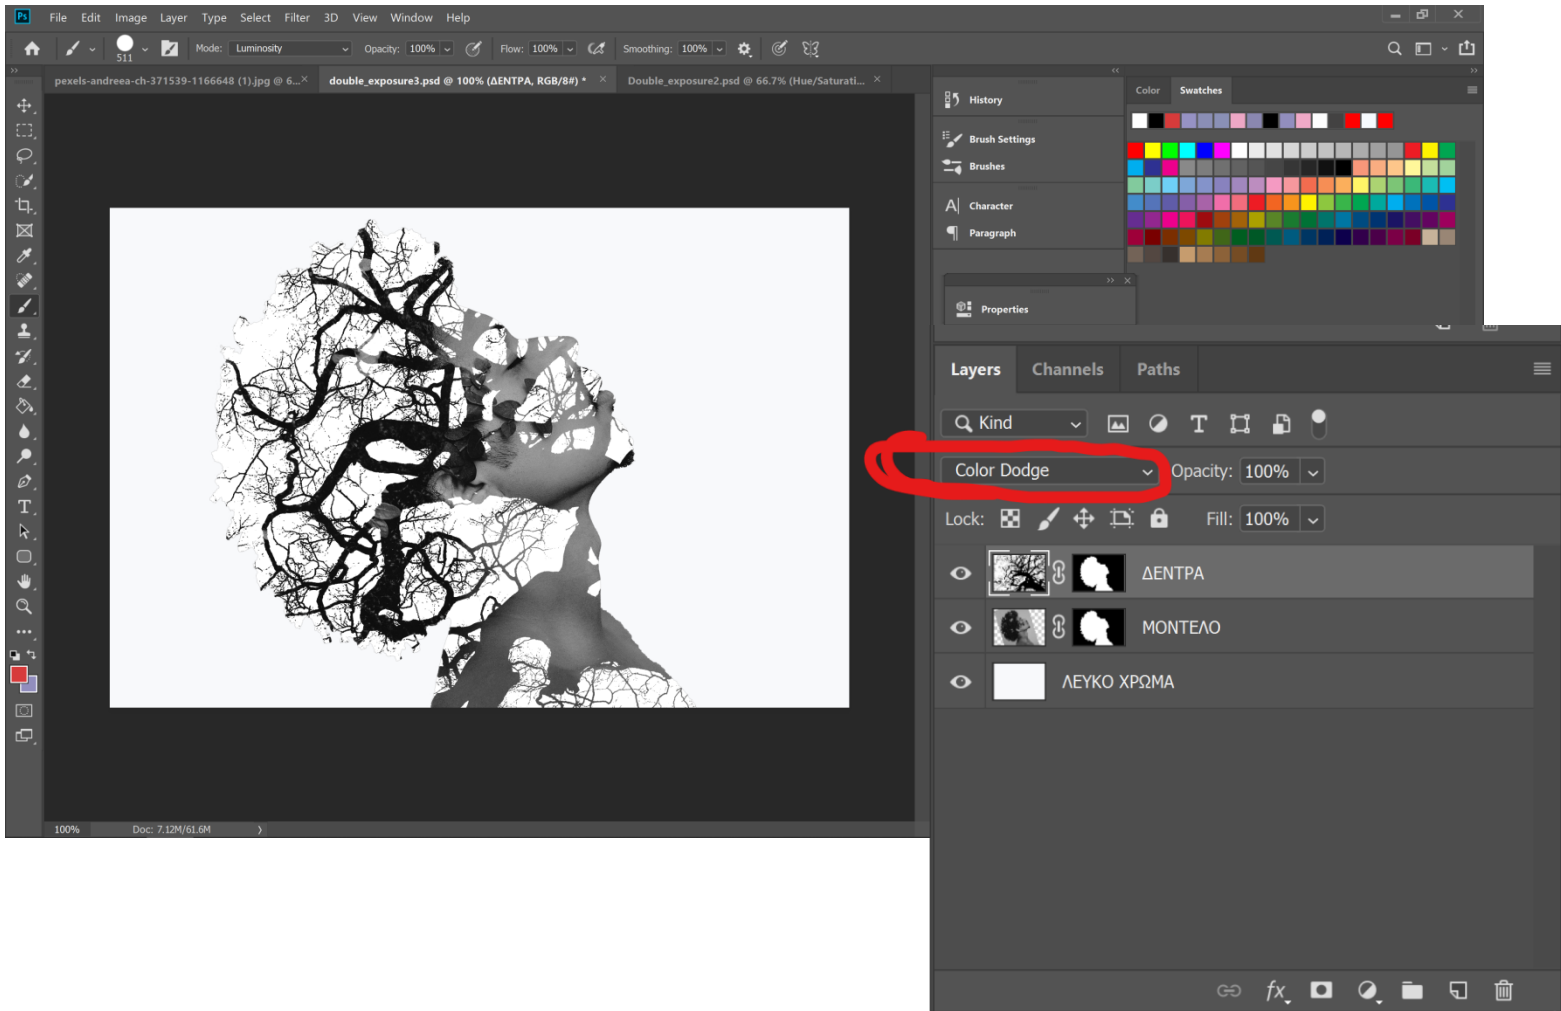 Ps File Edit Image Layer Type Select Filter 3D View Window Help
511 Mode: Luminosity Opacity: 100% Flow: 100% Smoothing: 100%
pexels-andreea-ch-371539-1166648 (1).jpg @ 6... × double_exposure3.psd @ 100% (ΔΕΝΤΡΑ, RGB/8#) * × Double_exposure2.psd @ 66.7% (Hue/Saturati... ×
History
Brush Settings
Brushes
Character
Paragraph
Properties
Color Swatches
Layers Channels Paths
Kind
Color Dodge Opacity: 100%
Lock: Fill: 100%
ΔΕΝΤΡΑ
ΜΟΝΤΕΛΟ
ΛΕΥΚΟ ΧΡΩΜΑ
fx
100% Doc: 7.12M/61.6M